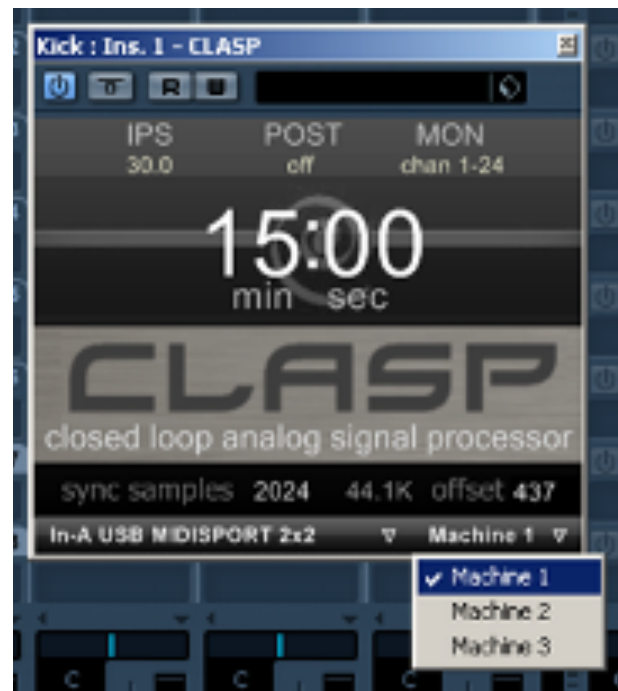 Kick : Ins. 1 - CLASP
R W
IPS POST MON
30.0 off chan 1-24
15:00
min sec
CLASP
closed loop analog signal processor
sync samples 2024 44.1K offset 437
In-A USB MIDISPORT 2x2 Machine 1
Machine 1
Machine 2
Machine 3
C C C